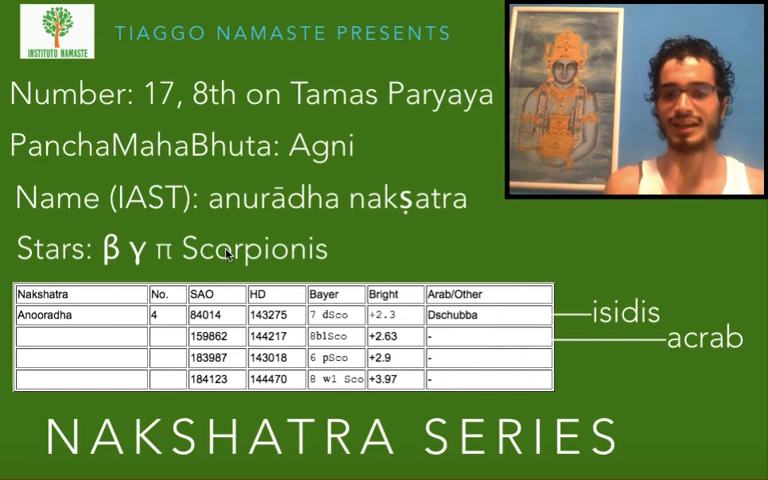 INSTITUTO NAMASTE
TIAGGO NAMASTE PRESENTS
Number: 17, 8th on Tamas Paryaya
PanchaMahaBhuta: Agni
Name (IAST): anurādha nakṣatra
Stars: β γ π Scorpionis
Nakshatra No. SAO HD Bayer Bright Arab/Other
Anooradha 4 84014 143275 7 dSco +2.3 Dschubba
159862 144217 8b1Sco +2.63 -
183987 143018 6 pSco +2.9 -
184123 144470 8 w1 Sco +3.97 -
isidis
acrab
NAKSHATRA SERIES